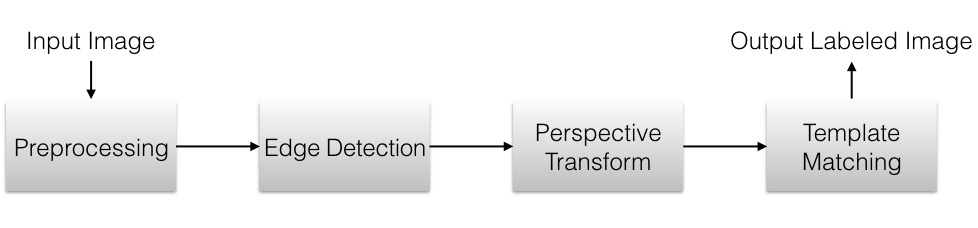 Input Image
Output Labeled Image
Preprocessing
Edge Detection
Perspective
Transform
Template
Matching